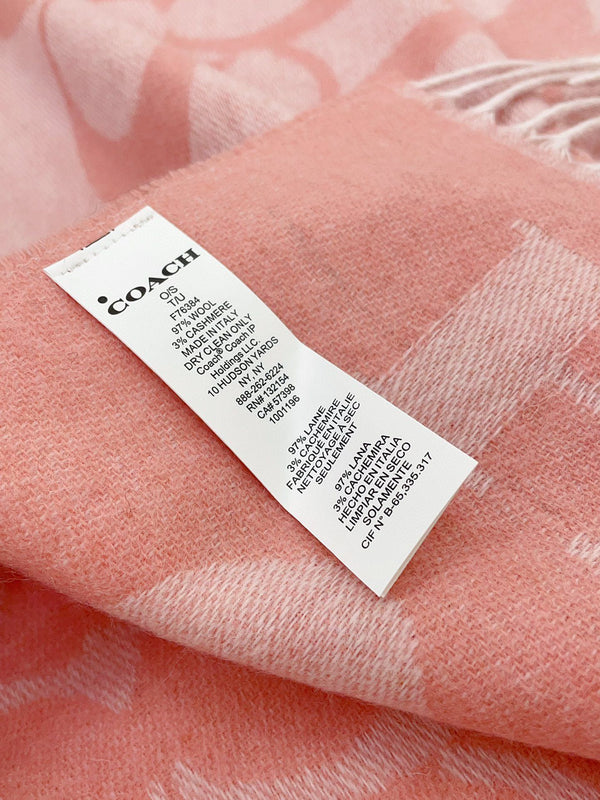 COACH
O/S
T/U
F76384
97% WOOL
3% CASHMERE
MADE IN ITALY
DRY CLEAN ONLY
Coach® Coach IP
Holdings LLC.
10 HUDSON YARDS
NY, NY
888-262-6224
RN# 132154
CA# 57398
1001196
97% LAINE
3% CACHEMIRE
FABRIQUÉ EN ITALIE
NETTOYAGE À SEC
SEULEMENT
97% LANA
3% CACHEMIRA
HECHO EN ITALIA
LIMPIAR EN SECO
SOLAMENTE
CIF N° B-65,335,317